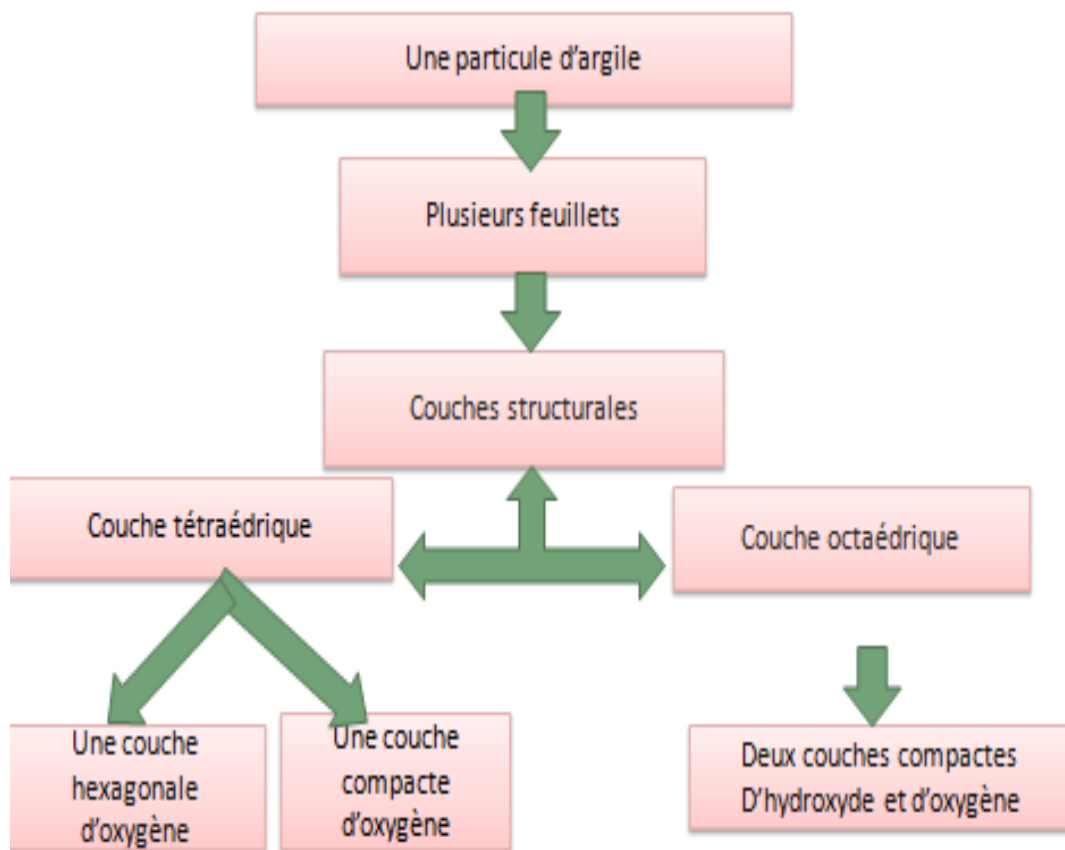 Une particule d'argile
Plusieurs feuillets
Couches structurales
Couche tétraédrique
Couche octaédrique
Une couche
hexagonale
d'oxygène
Une couche
compacte
d'oxygène
Deux couches compactes
D'hydroxyde et d'oxygène